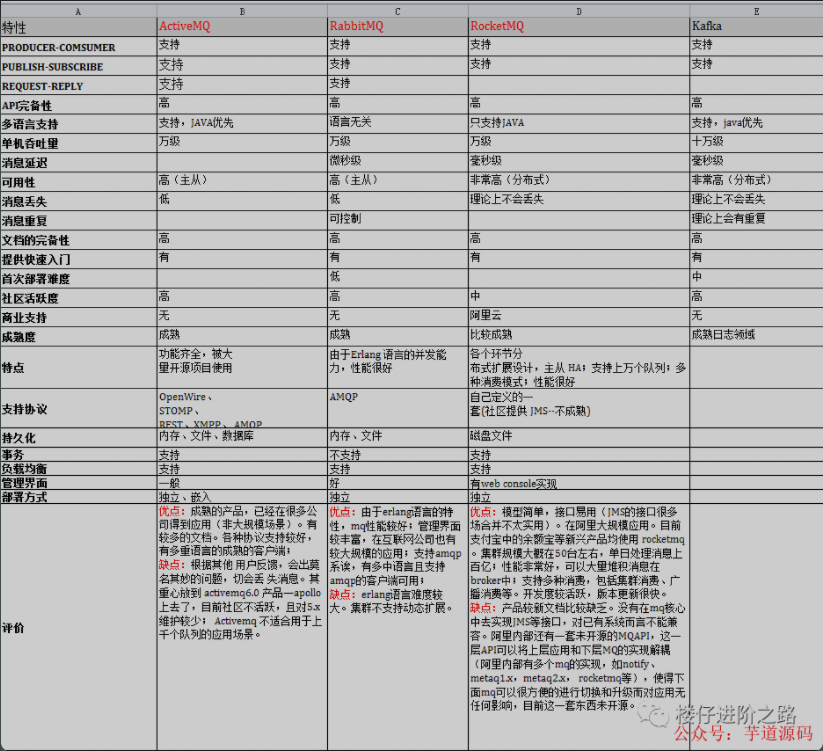 A B C D E
特性 ActiveMQ RabbitMQ RocketMQ Kafka
PRODUCER-COMSUMER 支持 支持 支持 支持
PUBLISH-SUBSCRIBE 支持 支持 支持 支持
REQUEST-REPLY 支持 支持
API完备性 高 高 高 高
多语言支持 支持，JAVA优先 语言无关 只支持JAVA 支持，java优先
单机吞吐量 万级 万级 万级 十万级
消息延迟 微秒级 毫秒级 毫秒级
可用性 高（主从） 高（主从） 非常高（分布式） 非常高（分布式）
消息丢失 低 低 理论上不会丢失 理论上不会丢失
消息重复 可控制 理论上会有重复
文档的完备性 高 高 高 高
提供快速入门 有 有 有 有
首次部署难度 低 中
社区活跃度 高 高 中 高
商业支持 无 无 阿里云 无
成熟度 成熟 成熟 比较成熟 成熟日志领域
特点
功能齐全，被大
量开源项目使用
由于Erlang 语言的并发能
力，性能很好
各个环节分
布式扩展设计，主从 HA；支持上万个队列；多
种消费模式；性能很好
支持协议
OpenWire、
STOMP、
REST、XMPP、AMQP
AMQP
自己定义的一
套(社区提供 JMS--不成熟)
持久化 内存、文件、数据库 内存、文件 磁盘文件
事务 支持 不支持 支持
负载均衡 支持 支持 支持
管理界面 一般 好 有web console实现
部署方式 独立、嵌入 独立 独立
评价
优点：成熟的产品，已经在很多公
司得到应用（非大规模场景）。有
较多的文档。各种协议支持较好，
有多重语言的成熟的客户端；
缺点：根据其他 用户反馈，会出莫
名其妙的问题，切会丢 失消息。其
重心放到 activemq6.0 产品—apollo
上去了，目前社区不活跃，且对5.x
维护较少； Activemq 不适合用于上
千个队列的应用场景。
优点：由于erlang语言的特
性，mq性能较好；管理界面
较丰富，在互联网公司也有
较大规模的应用；支持amqp
系诶，有多中语言且支持
amqp的客户端可用；
缺点：erlang语言难度较
大。集群不支持动态扩展。
优点：模型简单，接口易用（JMS的接口很多
场合并不太实用）。在阿里大规模应用。目前
支付宝中的余额宝等新兴产品均使用 rocketmq
。集群规模大概在50台左右，单日处理消息上
百亿；性能非常好，可以大量堆积消息在
broker中；支持多种消费，包括集群消费、广
播消费等。开发度较活跃，版本更新很快。
缺点：产品较新文档比较缺乏。没有在mq核心
中去实现JMS等接口，对已有系统而言不能兼
容。阿里内部还有一套未开源的MQAPI，这一
层API可以将上层应用和下层MQ的实现解耦
（阿里内部有多个mq的实现，如notify、
metaq1.x，metaq2.x，rocketmq等），使得下
面mq可以很方便的进行切换和升级而对应用无
任何影响，目前这一套东西未开源。
楼仔进阶之路
公众号：芋道源码